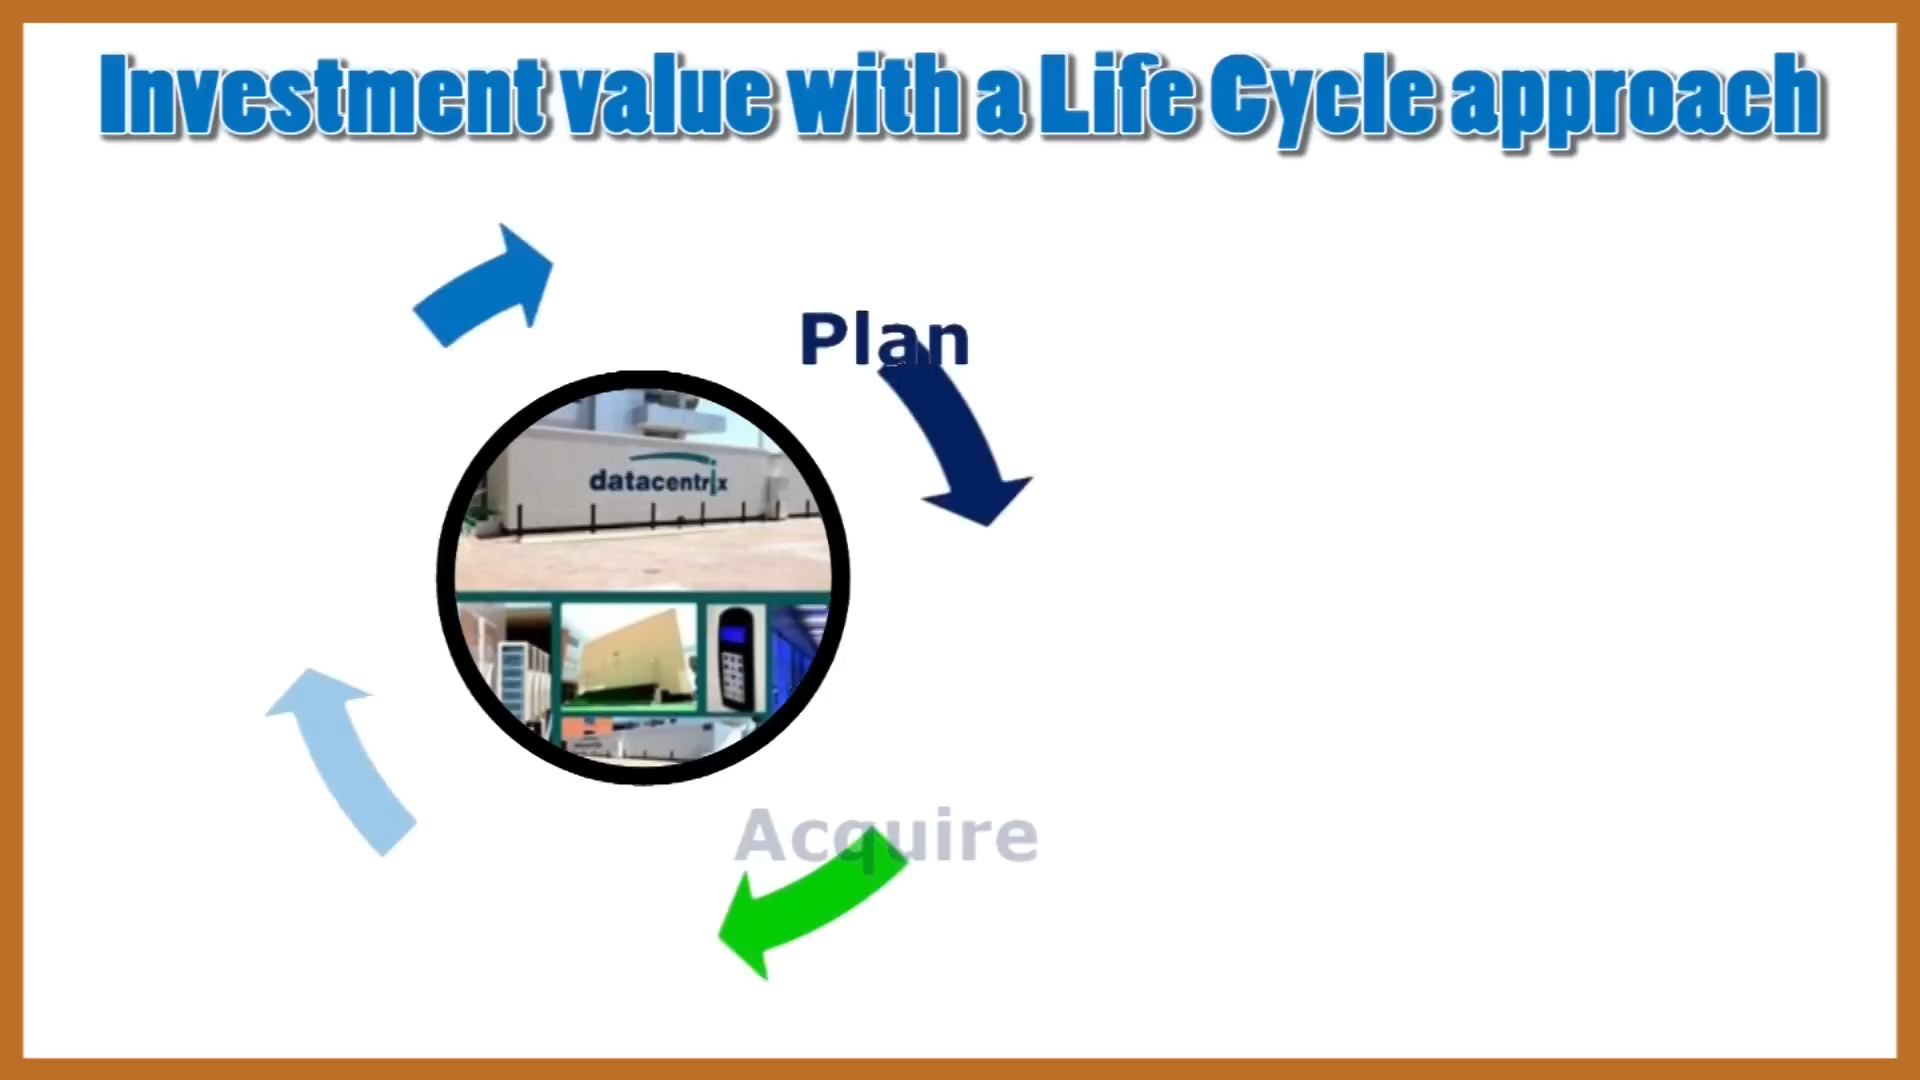 Investment value with a Life Cycle approach
Plan
datacentrix
Acquire